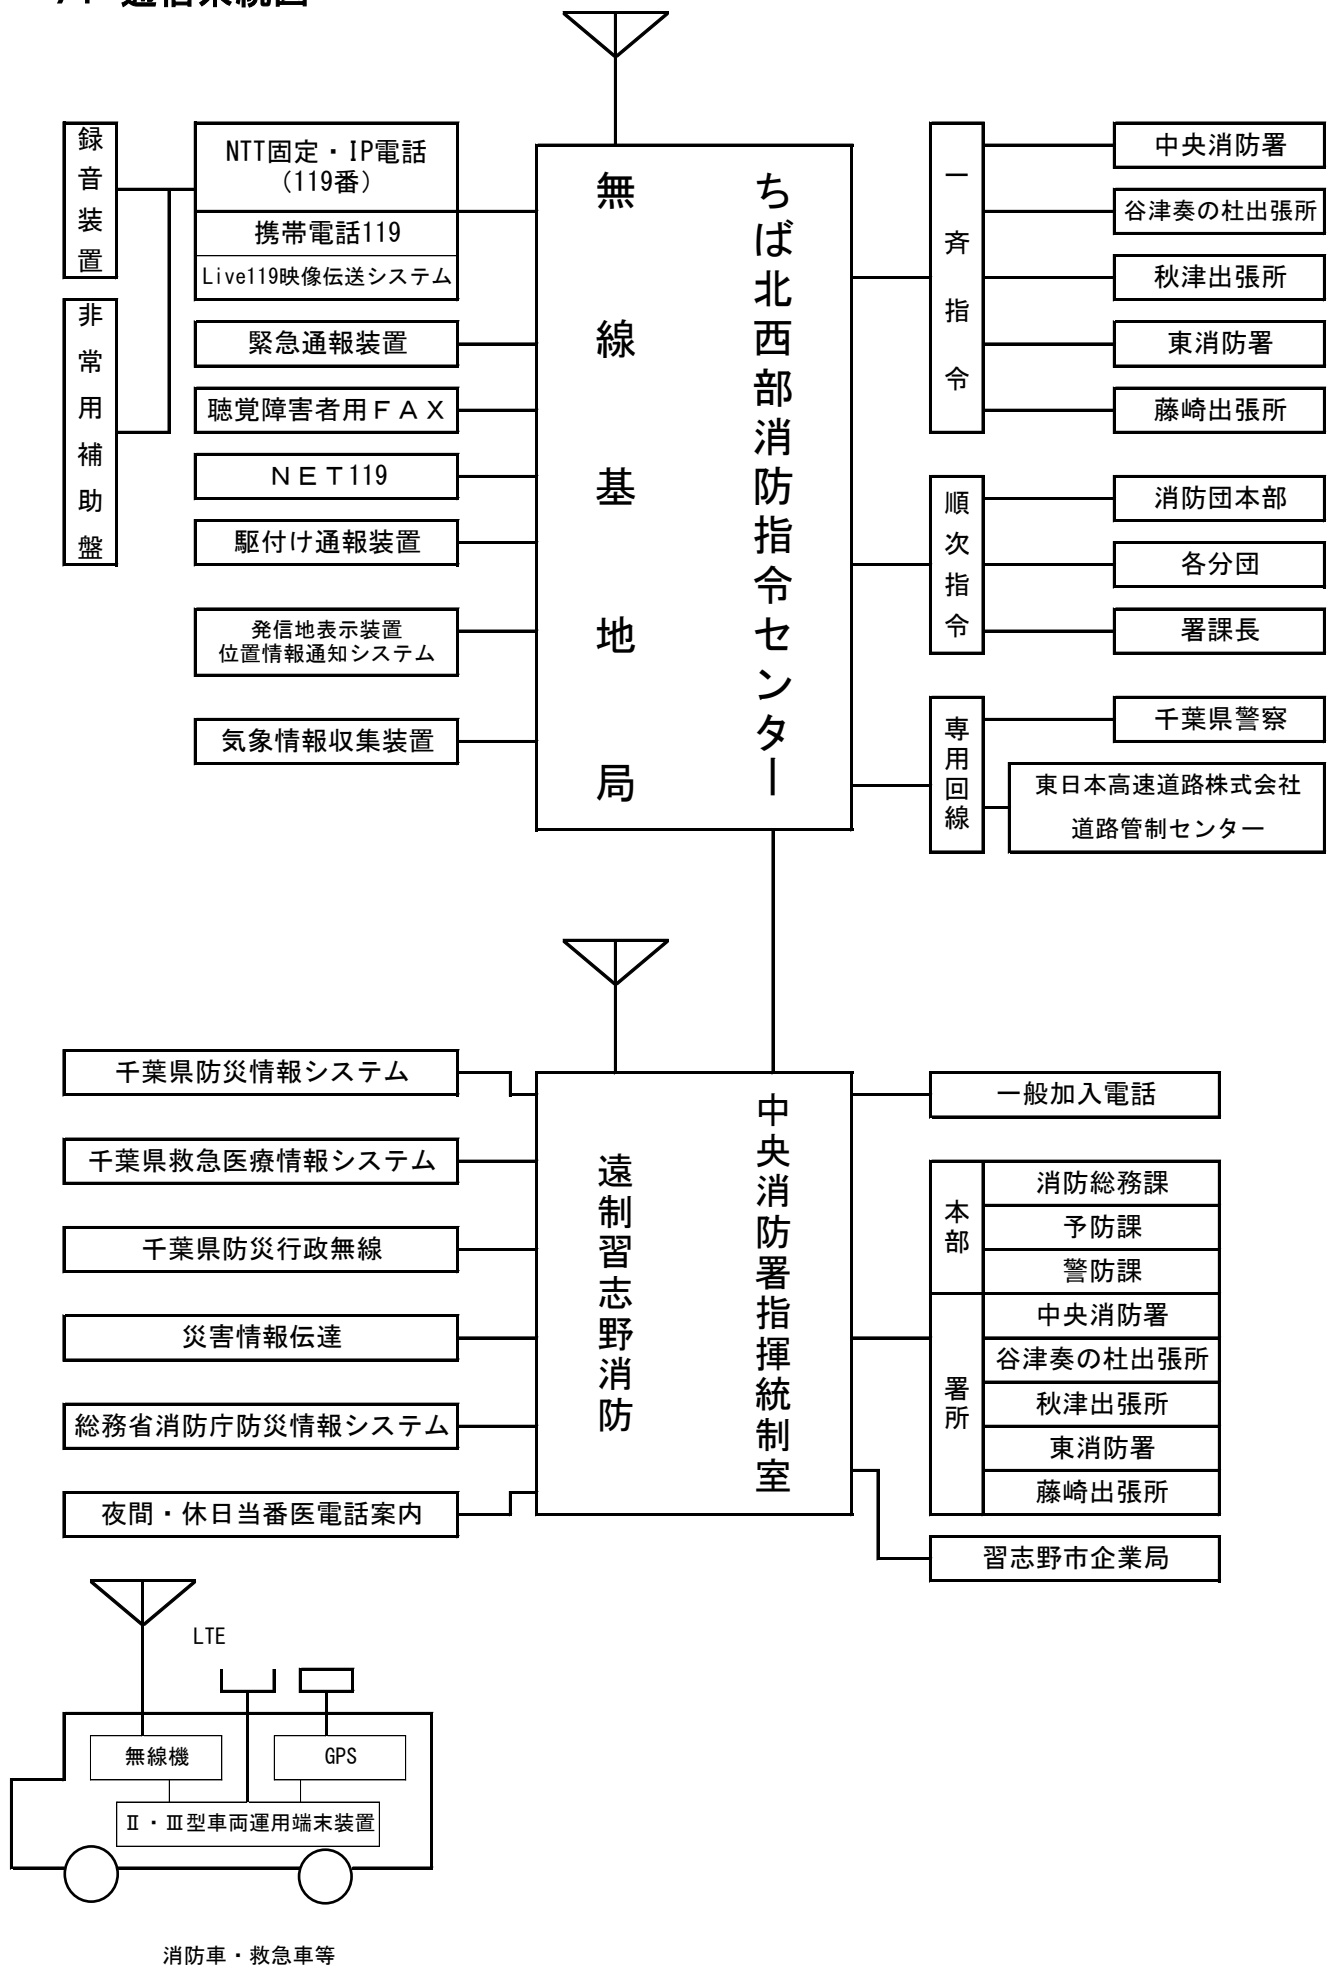 通信系統図
録音装置
NTT固定・IP電話
(119番)
携帯電話119
Live119映像伝送システム
非常用補助盤
緊急通報装置
聴覚障害者用ＦＡＸ
ＮＥＴ119
駆付け通報装置
発信地表示装置
位置情報通知システム
気象情報収集装置
無線基地局
ちば北西部消防指令センター
一斉指令
中央消防署
谷津奏の杜出張所
秋津出張所
東消防署
藤崎出張所
順次指令
消防団本部
各分団
署課長
専用回線
千葉県警察
東日本高速道路株式会社
道路管制センター
千葉県防災情報システム
千葉県救急医療情報システム
千葉県防災行政無線
災害情報伝達
総務省消防庁防災情報システム
夜間・休日当番医電話案内
遠制習志野消防
中央消防署指揮統制室
一般加入電話
本部
消防総務課
予防課
警防課
署所
中央消防署
谷津奏の杜出張所
秋津出張所
東消防署
藤崎出張所
習志野市企業局
LTE
無線機
GPS
Ⅱ・Ⅲ型車両運用端末装置
消防車・救急車等